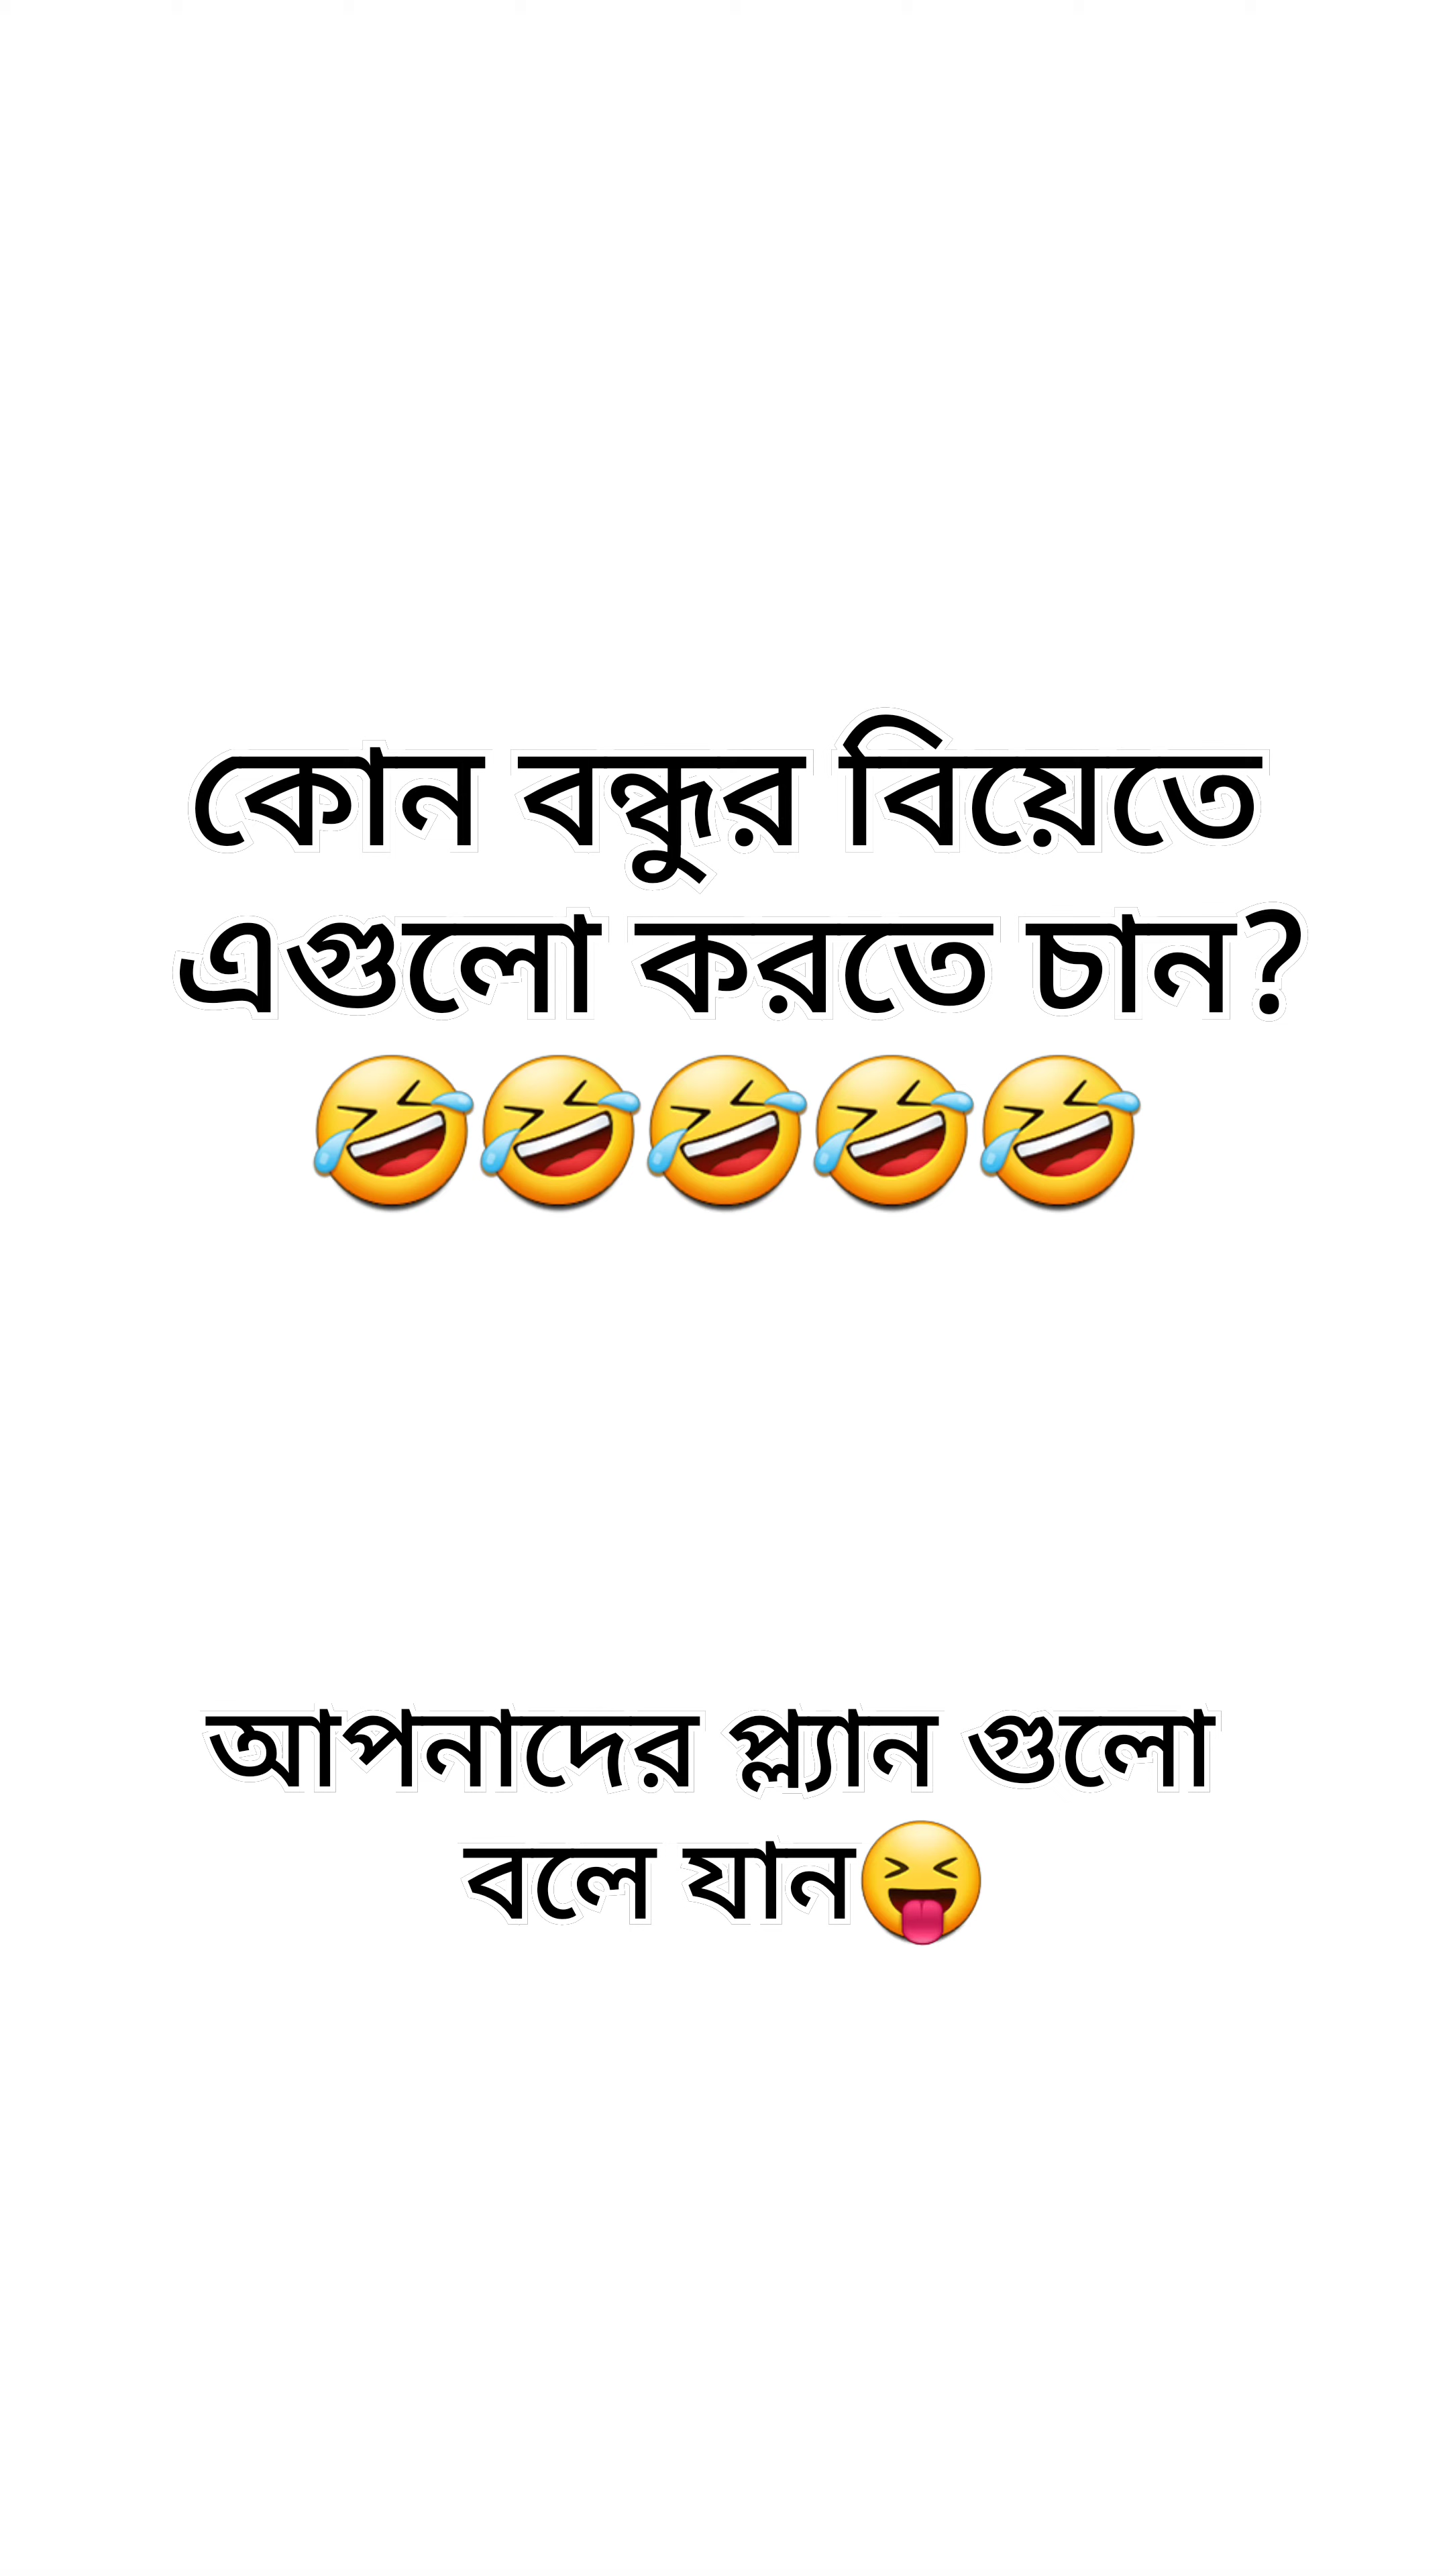 কোন বন্ধুর বিয়েতে
এগুলো করতে চান?
🤣🤣🤣🤣🤣
আপনাদের প্ল্যান গুলো
বলে যান😝